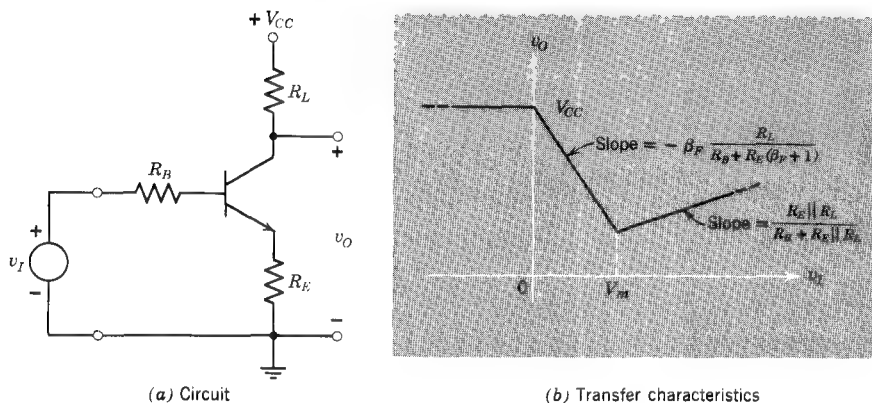 + V_CC
R_L
+
R_B
+
v_I
−
v_O
R_E
−
(a) Circuit
v_O
V_CC
Slope = − β_F R_L / (R_B + R_E (β_F + 1))
Slope = R_E || R_L / (R_B + R_E || R_L)
0
V_m
v_I
(b) Transfer characteristics